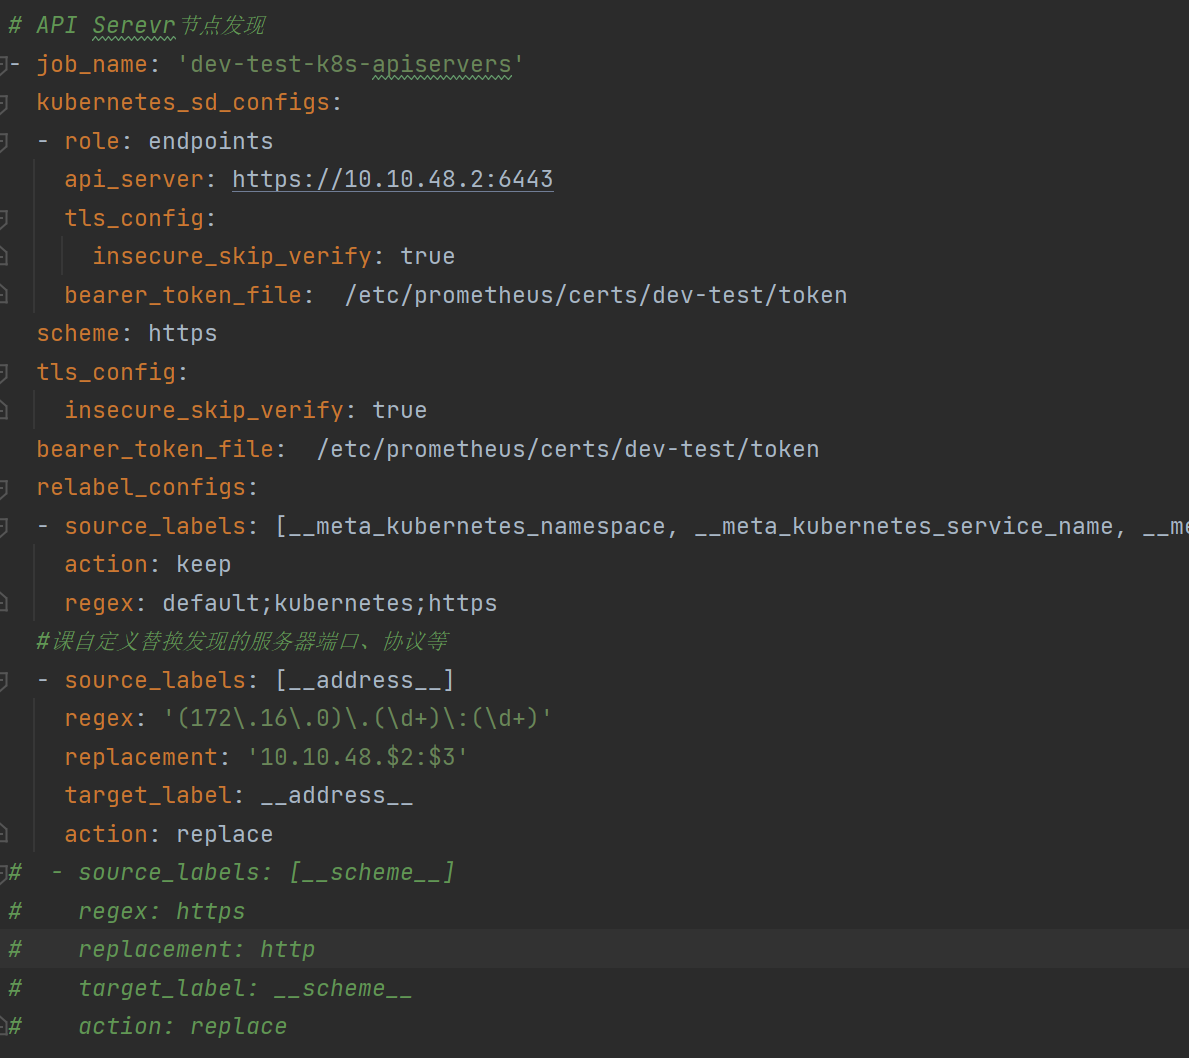 # API Serevr节点发现
- job_name: 'dev-test-k8s-apiservers'
kubernetes_sd_configs:
- role: endpoints
api_server: https://10.10.48.2:6443
tls_config:
insecure_skip_verify: true
bearer_token_file:  /etc/prometheus/certs/dev-test/token
scheme: https
tls_config:
insecure_skip_verify: true
bearer_token_file:  /etc/prometheus/certs/dev-test/token
relabel_configs:
- source_labels: [__meta_kubernetes_namespace, __meta_kubernetes_service_name,
action: keep
regex: default;kubernetes;https
#课自定义替换发现的服务器端口、协议等
- source_labels: [__address__]
regex: '(172\.16\.0)\.(\d+)\:(\d+)'
replacement: '10.10.48.$2:$3'
target_label: __address__
action: replace
#  - source_labels: [__scheme__]
#    regex: https
#    replacement: http
#    target_label: __scheme__
#    action: replace